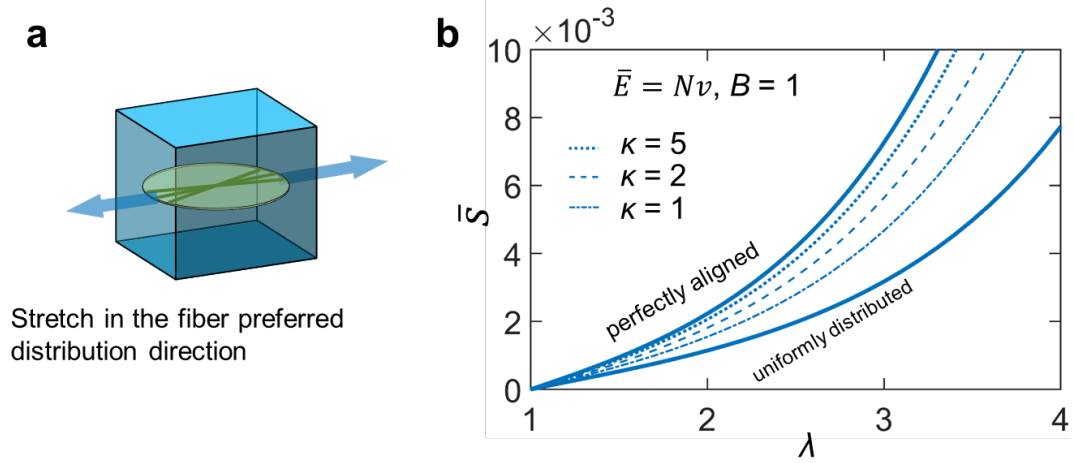 a
Stretch in the fiber preferred
distribution direction
b
×10⁻³
10
8
6
4
2
0
S̄
Ē = Nv, B = 1
κ = 5
κ = 2
κ = 1
perfectly aligned
uniformly distributed
1
2
3
4
λ